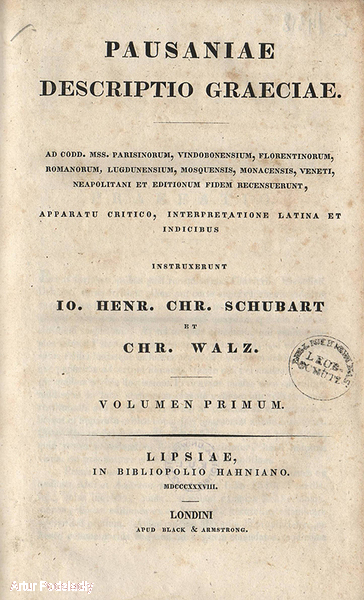 PAUSANIAE
DESCRIPTIO GRAECIAE.
AD CODD. MSS. PARISINORUM, VINDOBONENSIUM, FLORENTINORUM,
ROMANORUM, LUGDUNENSIUM, MOSQUENSIS, MONACENSIS, VENETI,
NEAPOLITANI ET EDITIONUM FIDEM RECENSUERUNT,
APPARATU CRITICO, INTERPRETATIONE LATINA ET
INDICIBUS
INSTRUXERUNT
IO. HENR. CHR. SCHUBART
ET
CHR. WALZ.
VOLUMEN PRIMUM.
LIPSIAE,
IN BIBLIOPOLIO HAHNIANO.
MDCCCXXXVIII.
LONDINI
APUD BLACK & ARMSTRONG.
Artur